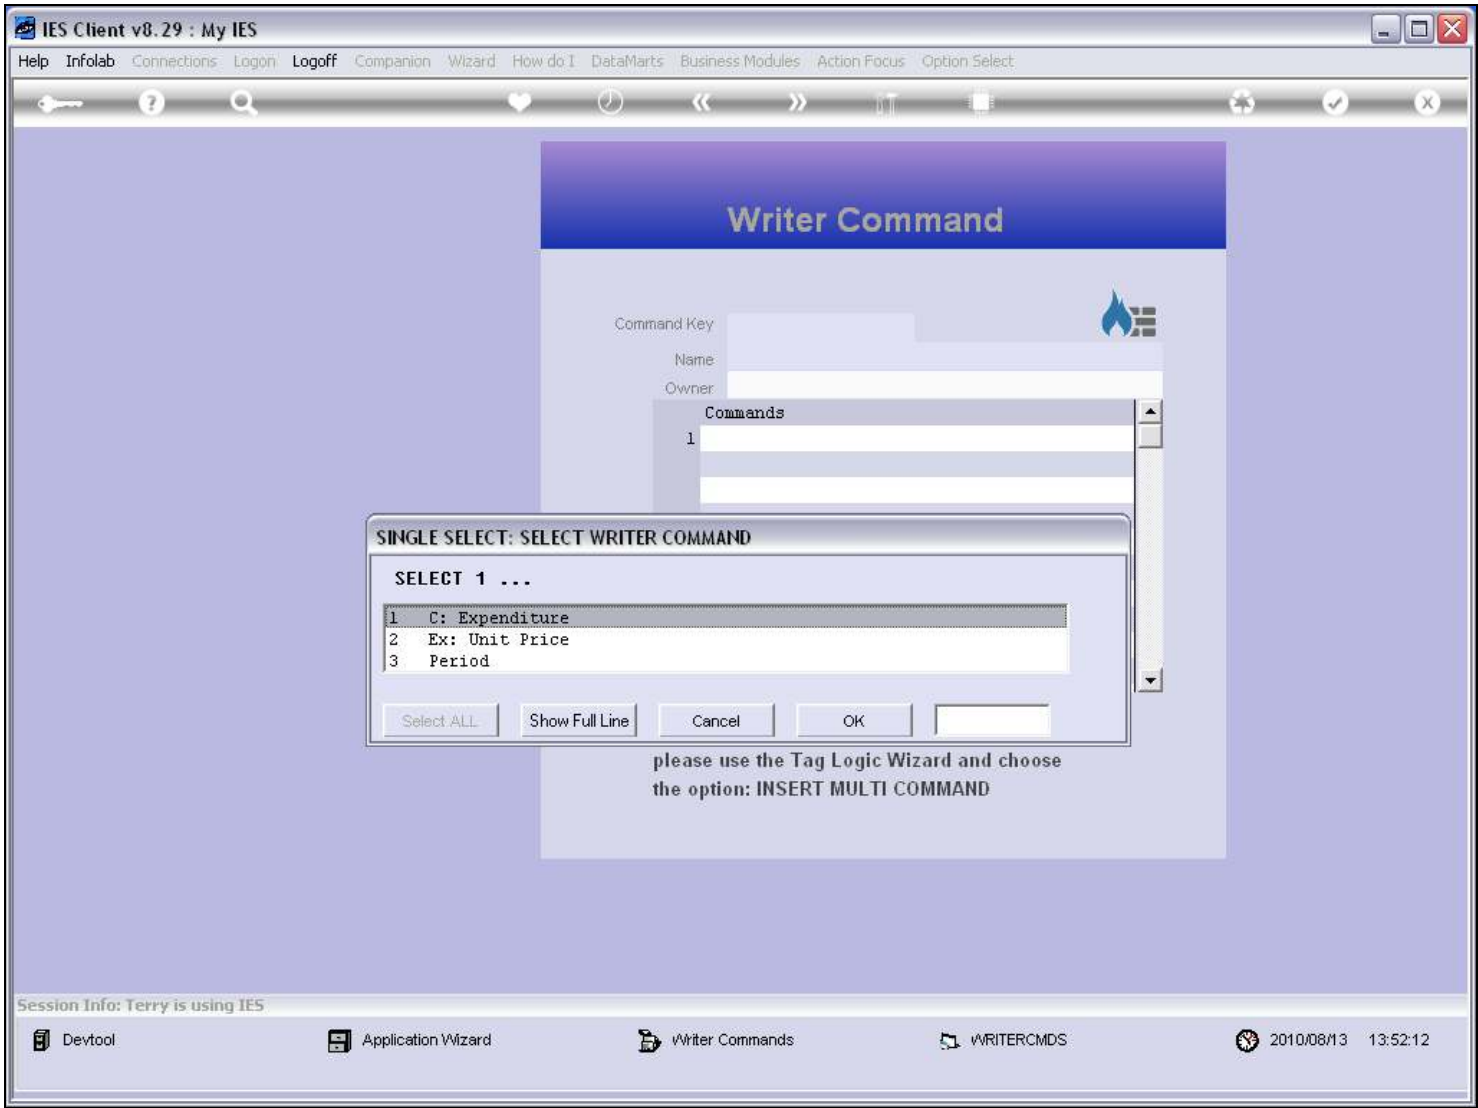 IES Client v8.29 : My IES
Help Infolab Connections Logon Logoff Companion Wizard How do I DataMarts Business Modules Action Focus Option Select
Writer Command
Command Key
Name
Owner
Commands
1
SINGLE SELECT: SELECT WRITER COMMAND
SELECT 1 ...
1 C: Expenditure
2 Ex: Unit Price
3 Period
Select ALL Show Full Line Cancel OK
please use the Tag Logic Wizard and choose
the option: INSERT MULTI COMMAND
Session Info: Terry is using IES
Devtool Application Wizard Writer Commands WRITERCMDS 2010/08/13 13:52:12